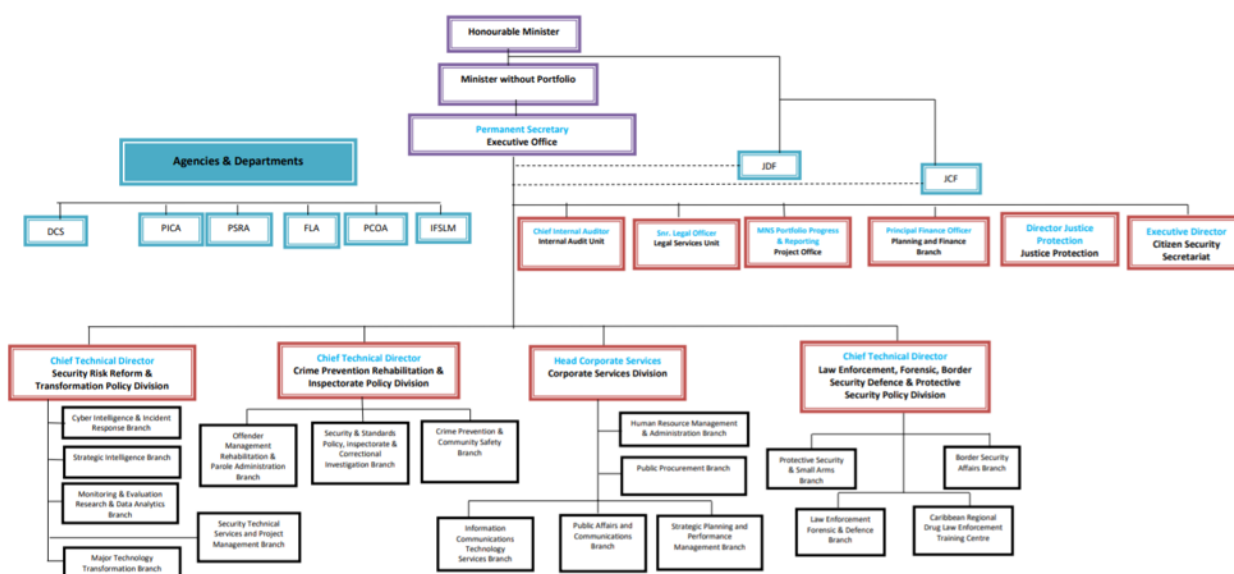 Honourable Minister
Minister without Portfolio
Permanent Secretary
Executive Office
Agencies & Departments
JDF
JCF
DCS
PICA
PSRA
FLA
PCOA
IFSLM
Chief Internal Auditor
Internal Audit Unit
Snr. Legal Officer
Legal Services Unit
MNS Portfolio Progress
& Reporting
Project Office
Principal Finance Officer
Planning and Finance
Branch
Director Justice
Protection
Justice Protection
Executive Director
Citizen Security
Secretariat
Chief Technical Director
Security Risk Reform &
Transformation Policy Division
Chief Technical Director
Crime Prevention Rehabilitation &
Inspectorate Policy Division
Head Corporate Services
Corporate Services Division
Chief Technical Director
Law Enforcement, Forensic, Border
Security Defence & Protective
Security Policy Division
Cyber Intelligence & Incident
Response Branch
Strategic Intelligence Branch
Monitoring & Evaluation
Research & Data Analytics
Branch
Security Technical
Services and Project
Management Branch
Major Technology
Transformation Branch
Offender
Management
Rehabilitation &
Parole Administration
Branch
Security & Standards
Policy, inspectorate &
Correctional
Investigation Branch
Crime Prevention &
Community Safety
Branch
Human Resource Management
& Administration Branch
Public Procurement Branch
Information
Communications
Technology
Services Branch
Public Affairs and
Communications
Branch
Strategic Planning and
Performance
Management Branch
Protective Security
& Small Arms
Branch
Border Security
Affairs Branch
Law Enforcement
Forensic & Defence
Branch
Caribbean Regional
Drug Law Enforcement
Training Centre